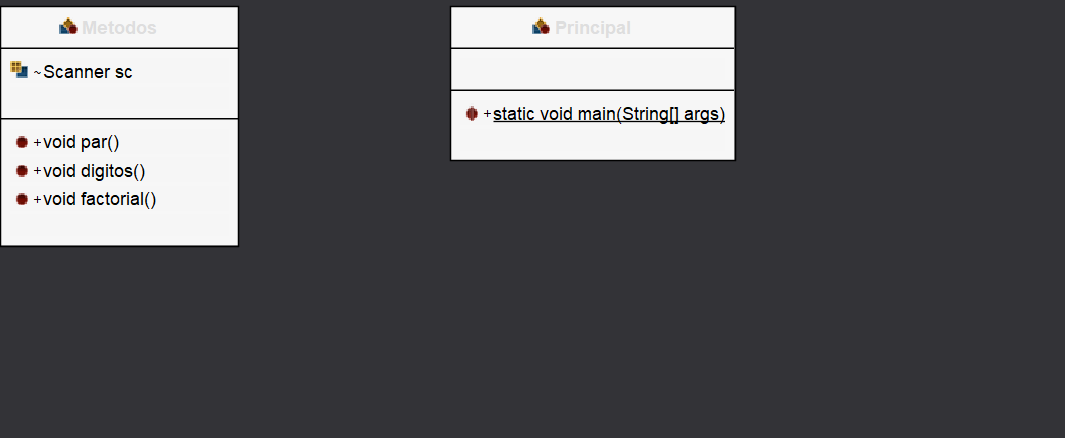 Metodos
~Scanner sc
+void par()
+void digitos()
+void factorial()
Principal
+static void main(String[] args)